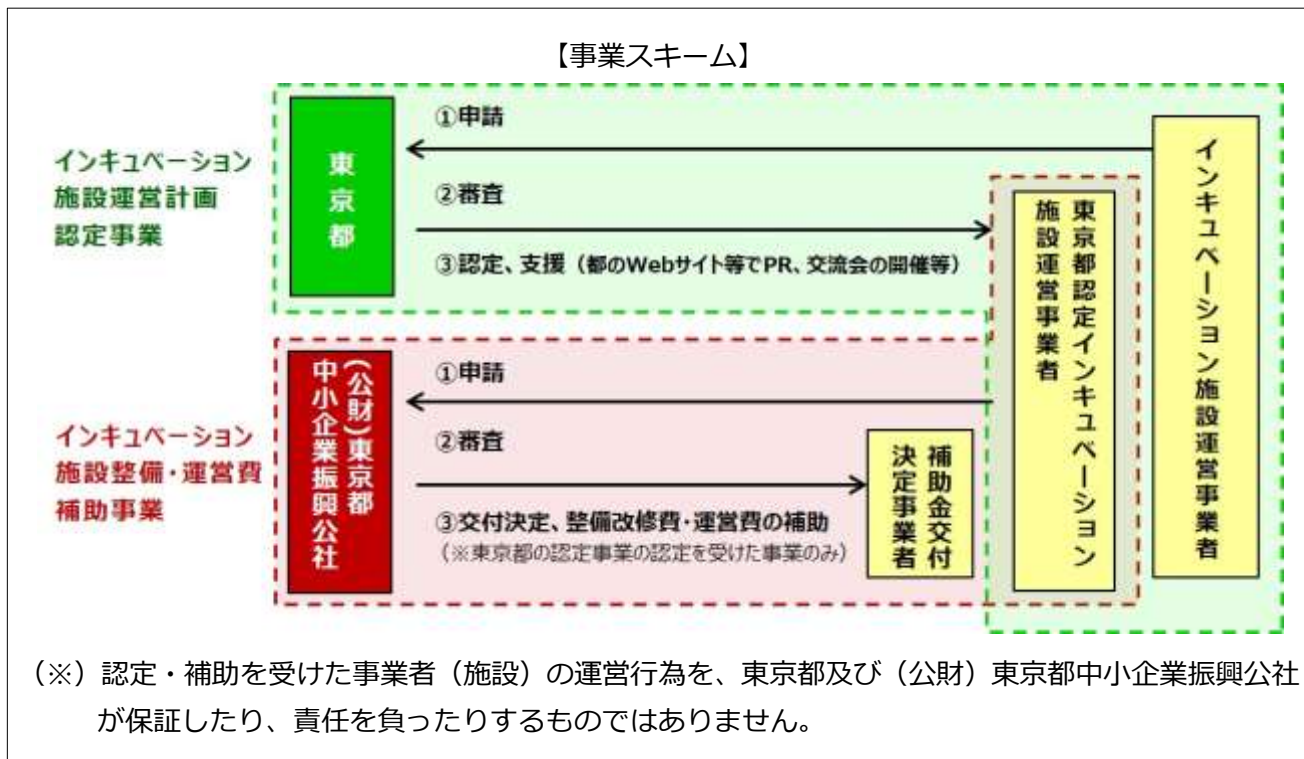 【事業スキーム】
インキュベーション
施設運営計画
認定事業
東京都
①申請
②審査
③認定、支援（都のWebサイト等でPR、交流会の開催等）
東京都認定インキュベーション
施設運営事業者
インキュベーション施設運営事業者
インキュベーション
施設整備・運営費
補助事業
（公財）東京都
中小企業振興公社
①申請
②審査
③交付決定、整備改修費・運営費の補助
（※東京都の認定事業の認定を受けた事業のみ）
補助金交付
決定事業者
（※）認定・補助を受けた事業者（施設）の運営行為を、東京都及び（公財）東京都中小企業振興公社
が保証したり、責任を負ったりするものではありません。